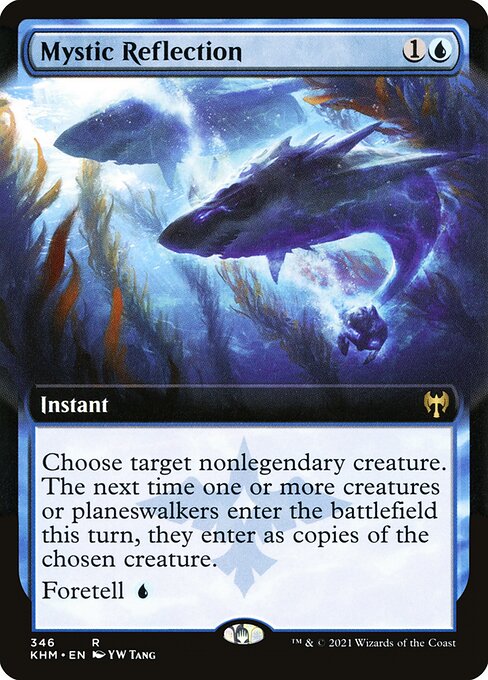 Mystic Reflection 1
Instant
Choose target nonlegendary creature.
The next time one or more creatures
or planeswalkers enter the battlefield
this turn, they enter as copies of the
chosen creature.
Foretell
346 R
KHM • EN YW Tang
™ & © 2021 Wizards of the Coast